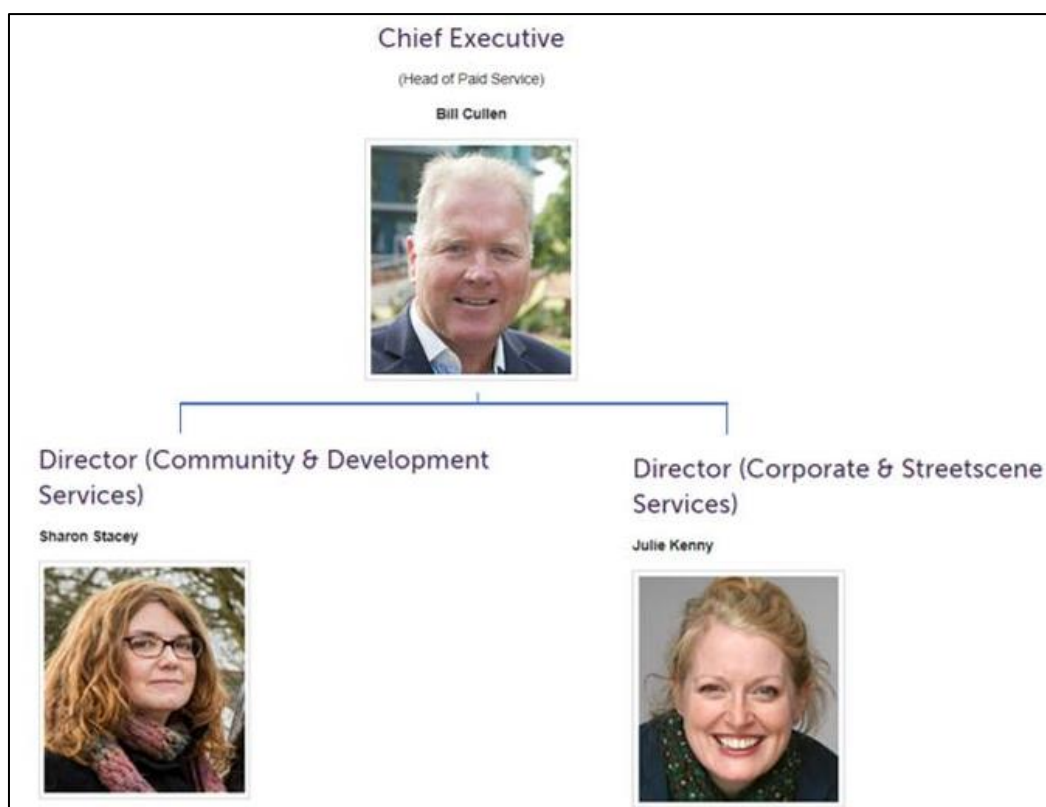 Chief Executive
(Head of Paid Service)
Bill Cullen
Director (Community & Development
Services)
Sharon Stacey
Director (Corporate & Streetscene
Services)
Julie Kenny